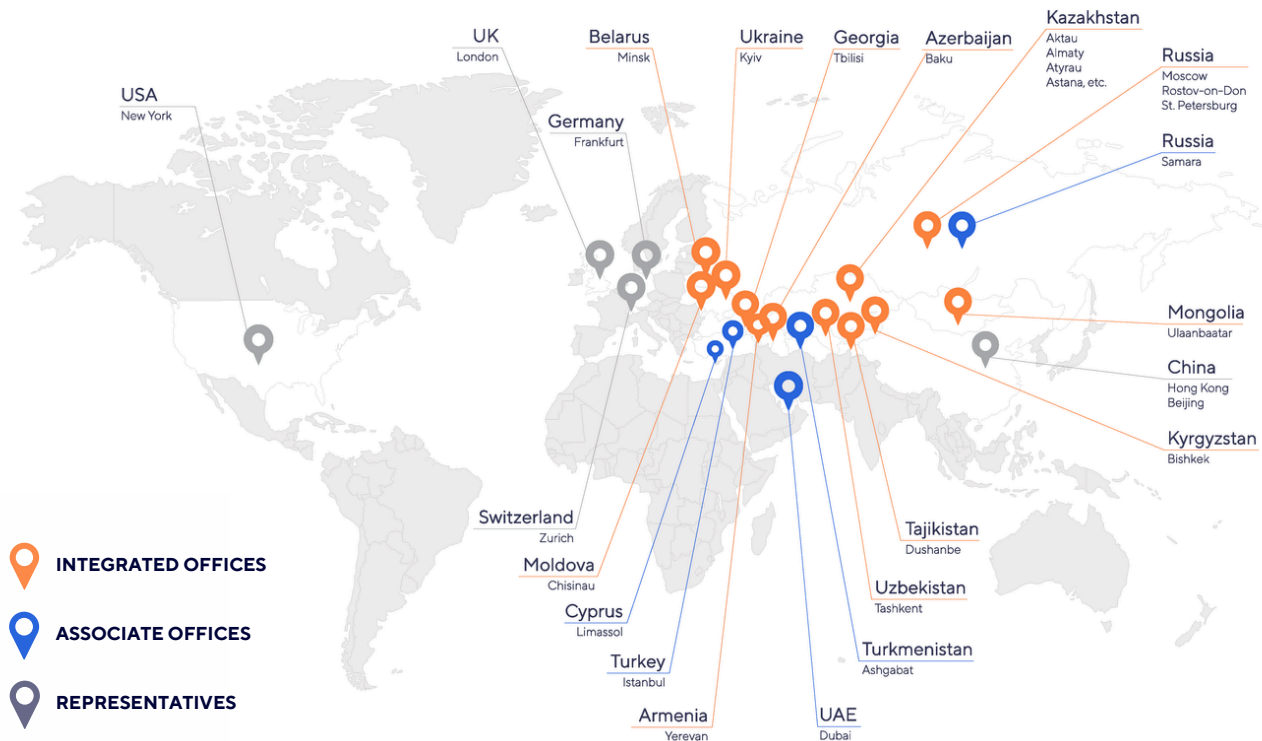 Kazakhstan
Aktau
Almaty
Atyrau
Astana, etc.
UK
London
Belarus
Minsk
Ukraine
Kyiv
Georgia
Tbilisi
Azerbaijan
Baku
Russia
Moscow
Rostov-on-Don
St. Petersburg
USA
New York
Germany
Frankfurt
Russia
Samara
Mongolia
Ulaanbaatar
China
Hong Kong
Beijing
Kyrgyzstan
Bishkek
Switzerland
Zurich
Tajikistan
Dushanbe
Moldova
Chisinau
Uzbekistan
Tashkent
Cyprus
Limassol
Turkmenistan
Ashgabat
Turkey
Istanbul
Armenia
Yerevan
UAE
Dubai
INTEGRATED OFFICES
ASSOCIATE OFFICES
REPRESENTATIVES